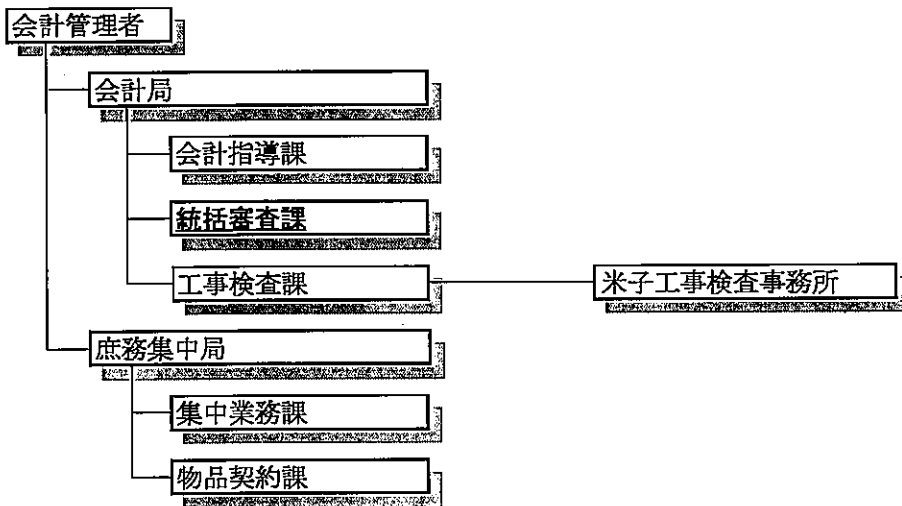 会計管理者
会計局
会計指導課
統括審査課
工事検査課
米子工事検査事務所
庶務集中局
集中業務課
物品契約課